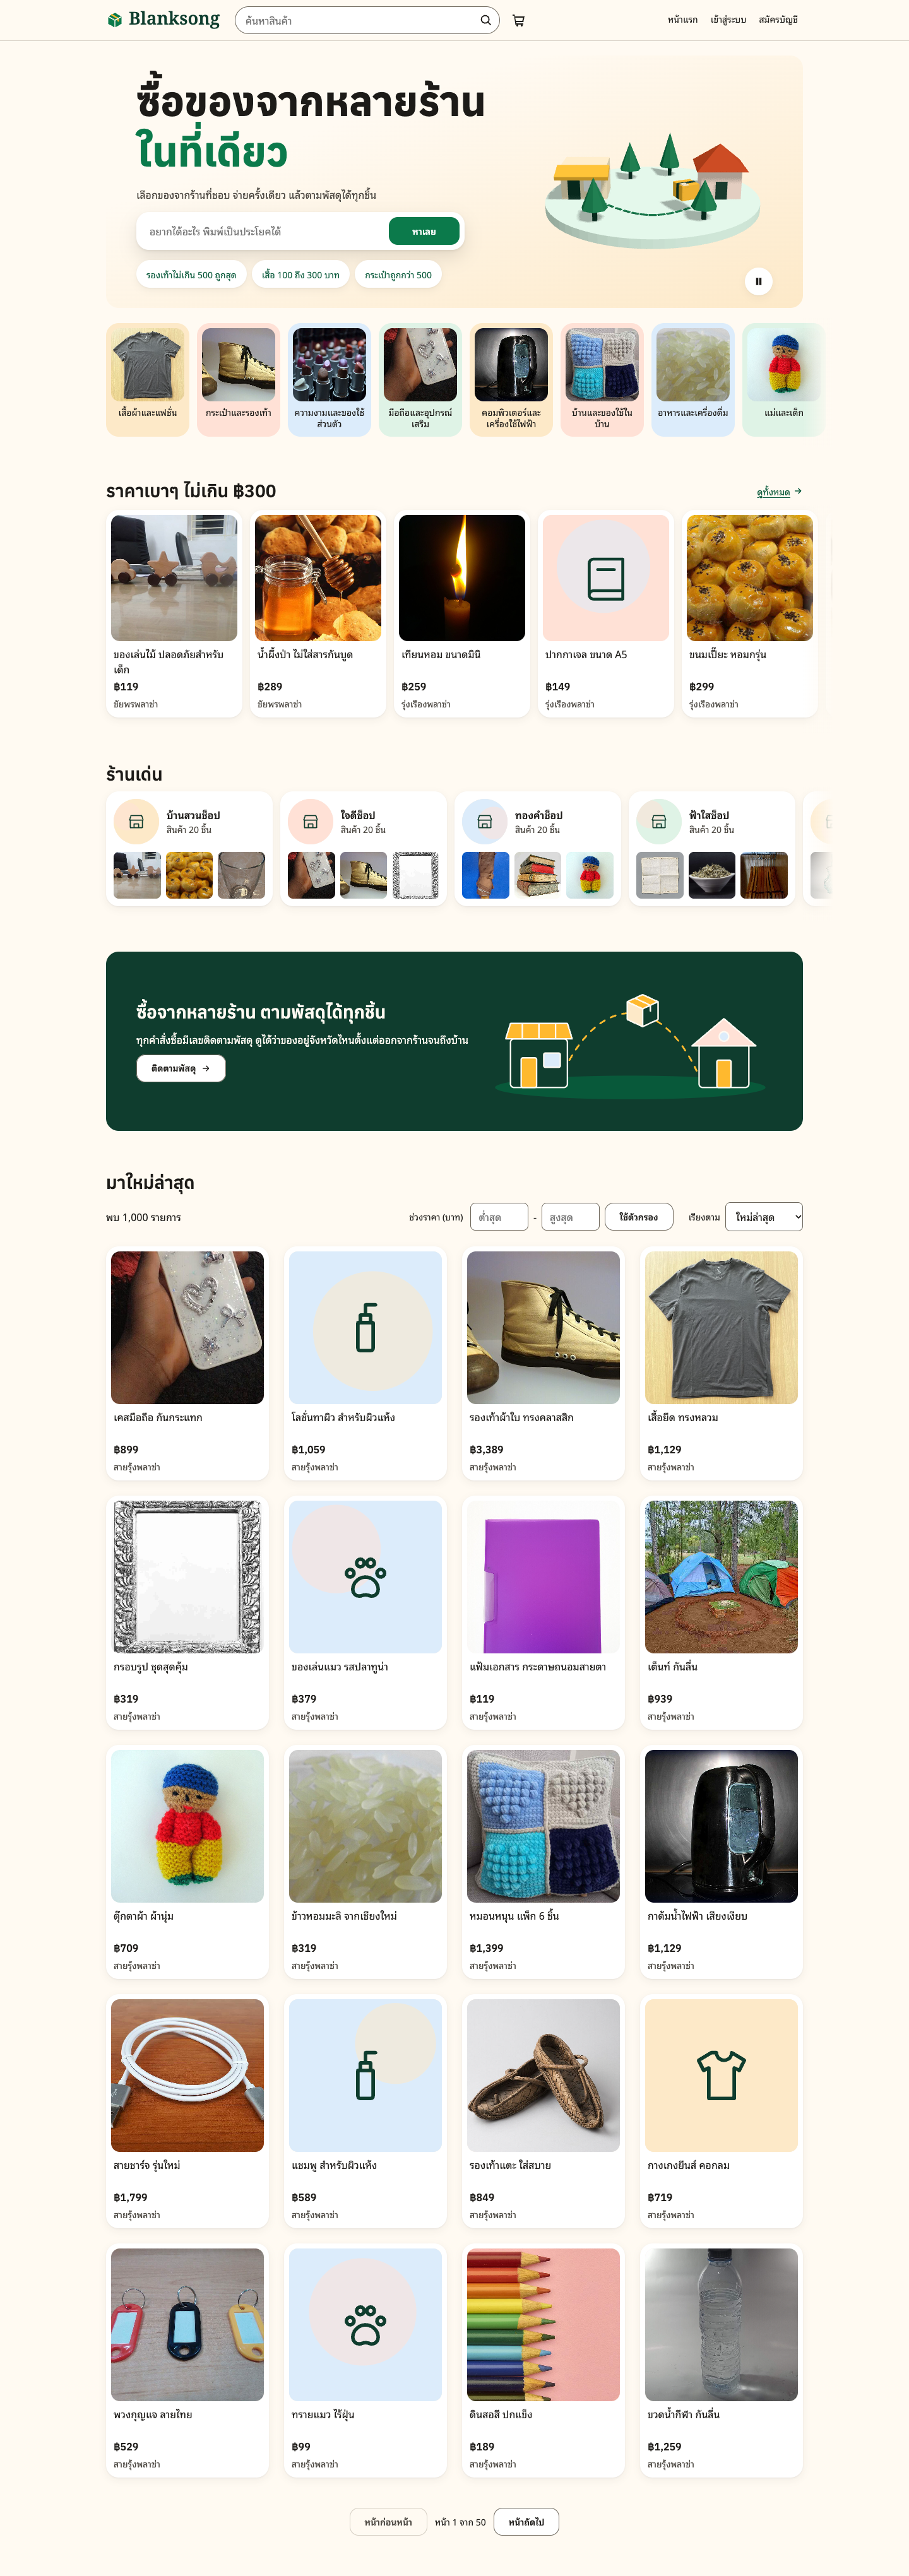 Blanksong
ค้นหาสินค้า
หน้าแรก
เข้าสู่ระบบ
สมัครบัญชี
ซื้อของจากหลายร้าน
ในที่เดียว
เลือกของจากร้านที่ชอบ จ่ายครั้งเดียว แล้วตามพัสดุได้ทุกชิ้น
อยากได้อะไร พิมพ์เป็นประโยคได้
หาเลย
รองเท้าไม่เกิน 500 ถูกสุด
เสื้อ 100 ถึง 300 บาท
กระเป๋าถูกกว่า 500
เสื้อผ้าและแฟชั่น
กระเป๋าและรองเท้า
ความงามและของใช้
ส่วนตัว
มือถือและอุปกรณ์
เสริม
คอมพิวเตอร์และ
เครื่องใช้ไฟฟ้า
บ้านและของใช้ใน
บ้าน
อาหารและเครื่องดื่ม
แม่และเด็ก
ราคาเบาๆ ไม่เกิน ฿300
ดูทั้งหมด
ของเล่นไม้ ปลอดภัยสำหรับ
เด็ก
฿119
ชัยพรพลาซ่า
น้ำผึ้งป่า ไม่ใส่สารกันบูด
฿289
ชัยพรพลาซ่า
เทียนหอม ขนาดมินิ
฿259
รุ่งเรืองพลาซ่า
ปากกาเจล ขนาด A5
฿149
รุ่งเรืองพลาซ่า
ขนมเปี๊ยะ หอมกรุ่น
฿299
รุ่งเรืองพลาซ่า
ร้านเด่น
บ้านสวนช็อป
สินค้า 20 ชิ้น
ใจดีช็อป
สินค้า 20 ชิ้น
ทองคำช็อป
สินค้า 20 ชิ้น
ฟ้าใสช็อป
สินค้า 20 ชิ้น
ซื้อจากหลายร้าน ตามพัสดุได้ทุกชิ้น
ทุกคำสั่งซื้อมีเลขติดตามพัสดุ ดูได้ว่าของอยู่จังหวัดไหนตั้งแต่ออกจากร้านจนถึงบ้าน
ติดตามพัสดุ
มาใหม่ล่าสุด
พบ 1,000 รายการ
ช่วงราคา (บาท)
ต่ำสุด
-
สูงสุด
ใช้ตัวกรอง
เรียงตาม
ใหม่ล่าสุด
เคสมือถือ กันกระแทก
฿899
สายรุ้งพลาซ่า
โลชั่นทาผิว สำหรับผิวแห้ง
฿1,059
สายรุ้งพลาซ่า
รองเท้าผ้าใบ ทรงคลาสสิก
฿3,389
สายรุ้งพลาซ่า
เสื้อยืด ทรงหลวม
฿1,129
สายรุ้งพลาซ่า
กรอบรูป ชุดสุดคุ้ม
฿319
สายรุ้งพลาซ่า
ของเล่นแมว รสปลาทูน่า
฿379
สายรุ้งพลาซ่า
แฟ้มเอกสาร กระดาษถนอมสายตา
฿119
สายรุ้งพลาซ่า
เต็นท์ กันลื่น
฿939
สายรุ้งพลาซ่า
ตุ๊กตาผ้า ผ้านุ่ม
฿709
สายรุ้งพลาซ่า
ข้าวหอมมะลิ จากเชียงใหม่
฿319
สายรุ้งพลาซ่า
หมอนหนุน แพ็ก 6 ชิ้น
฿1,399
สายรุ้งพลาซ่า
กาต้มน้ำไฟฟ้า เสียงเงียบ
฿1,129
สายรุ้งพลาซ่า
สายชาร์จ รุ่นใหม่
฿1,799
สายรุ้งพลาซ่า
แชมพู สำหรับผิวแห้ง
฿589
สายรุ้งพลาซ่า
รองเท้าแตะ ใส่สบาย
฿849
สายรุ้งพลาซ่า
กางเกงยีนส์ คอกลม
฿719
สายรุ้งพลาซ่า
พวงกุญแจ ลายไทย
฿529
สายรุ้งพลาซ่า
ทรายแมว ไร้ฝุ่น
฿99
สายรุ้งพลาซ่า
ดินสอสี ปกแข็ง
฿189
สายรุ้งพลาซ่า
ขวดน้ำกีฬา กันลื่น
฿1,259
สายรุ้งพลาซ่า
หน้าก่อนหน้า
หน้า 1 จาก 50
หน้าถัดไป